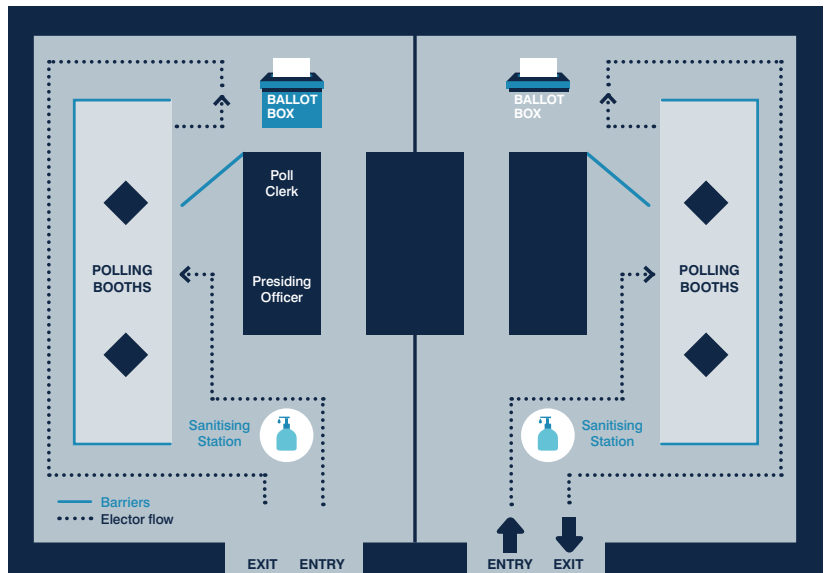 BALLOT
BOX
BALLOT
BOX
Poll
Clerk
POLLING
BOOTHS
Presiding
Officer
POLLING
BOOTHS
Sanitising
Station
Sanitising
Station
Barriers
Elector flow
EXIT ENTRY
ENTRY EXIT